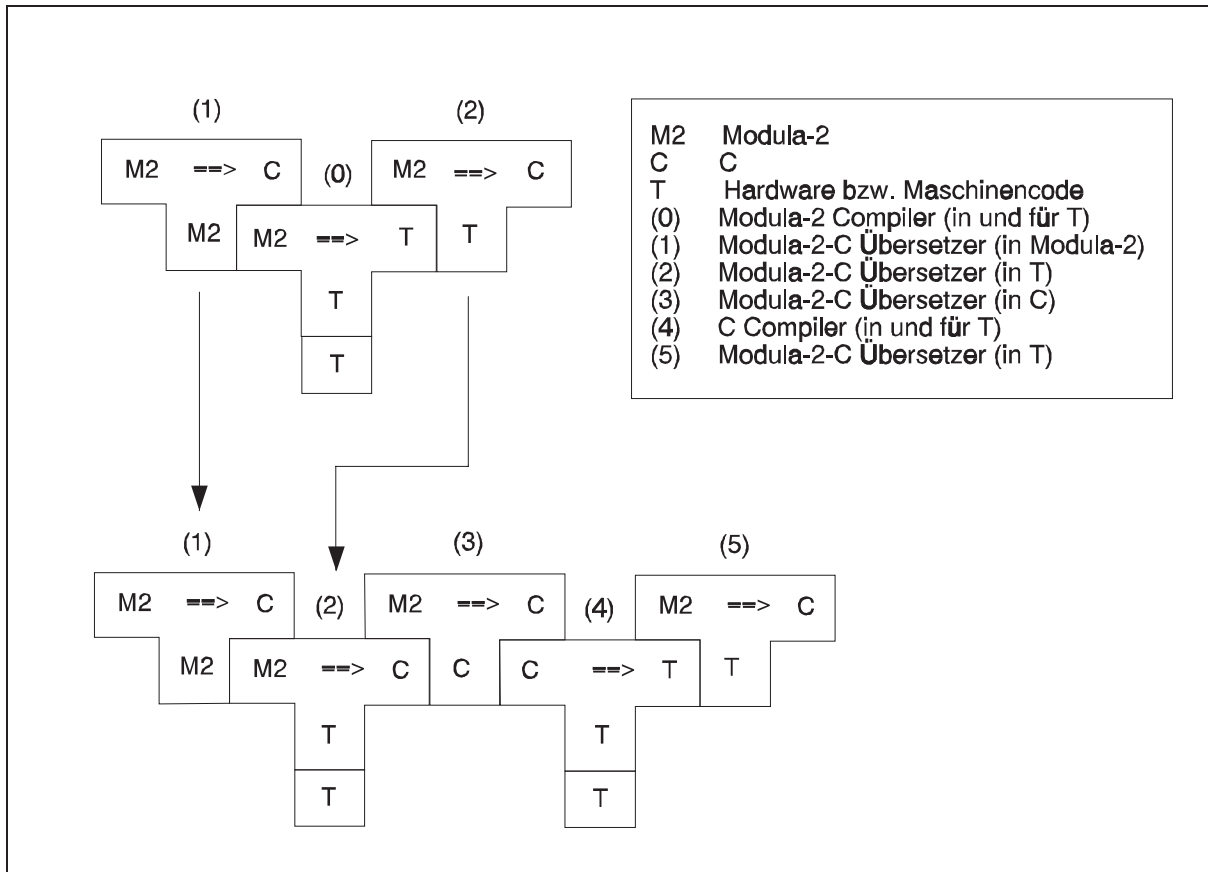 (1)
(2)
M2 ==> C
(0)
M2 ==> C
M2
M2 ==> T
T
T
T
M2 Modula-2
C C
T Hardware bzw. Maschinencode
(0) Modula-2 Compiler (in und für T)
(1) Modula-2-C Übersetzer (in Modula-2)
(2) Modula-2-C Übersetzer (in T)
(3) Modula-2-C Übersetzer (in C)
(4) C Compiler (in und für T)
(5) Modula-2-C Übersetzer (in T)
(1)
(3)
(5)
M2 ==> C
(2)
M2 ==> C
(4)
M2 ==> C
M2
M2 ==> C
C
C ==> T
T
T
T
T
T